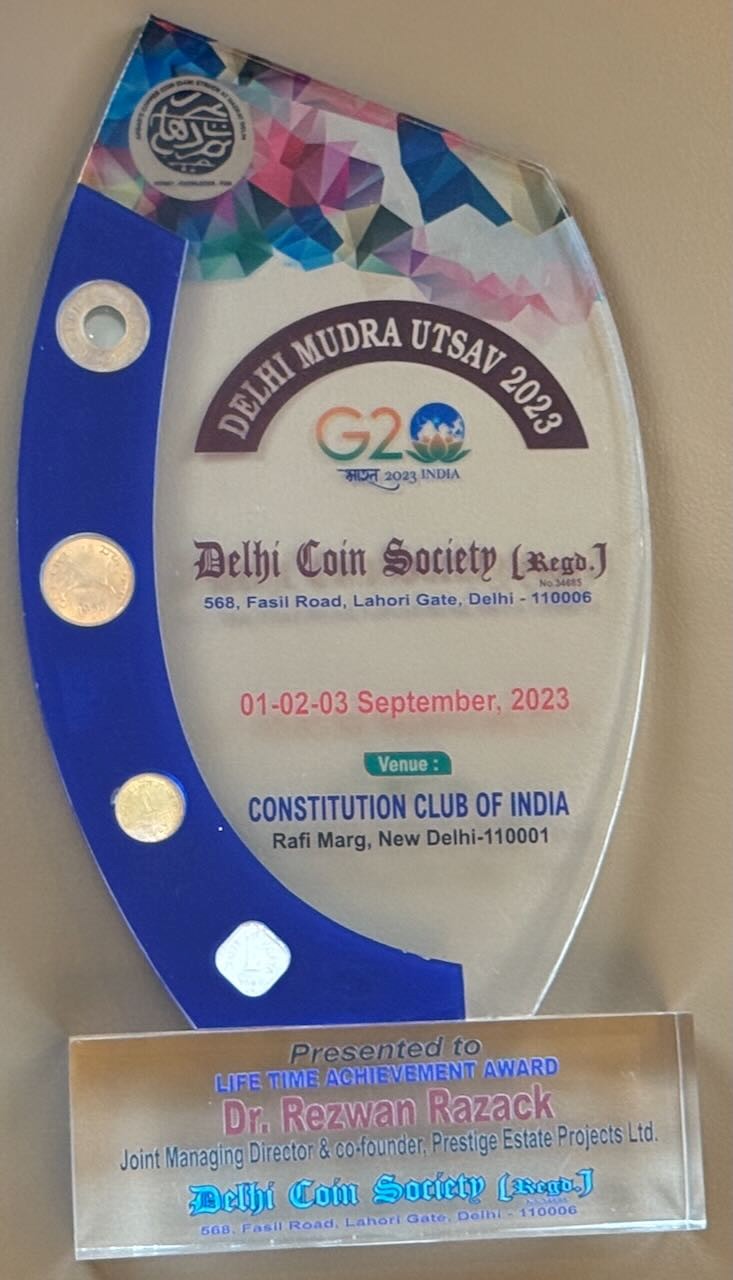 DELHI MUDRA UTSAV 2023
G20
भारत 2023 INDIA
Delhi Coin Society [Regd.]
No.34685
568, Fasil Road, Lahori Gate, Delhi - 110006
01-02-03 September, 2023
Venue :
CONSTITUTION CLUB OF INDIA
Rafi Marg, New Delhi-110001
Presented to
LIFE TIME ACHIEVEMENT AWARD
Dr. Rezwan Razack
Joint Managing Director & co-founder, Prestige Estate Projects Ltd.
Delhi Coin Society [Regd.]
568, Fasil Road, Lahori Gate, Delhi - 110006